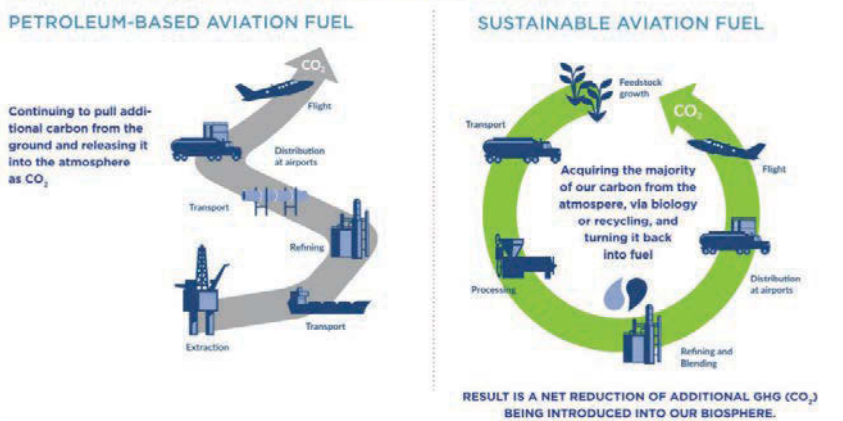 PETROLEUM-BASED AVIATION FUEL
CO₂
Flight
Continuing to pull addi-
tional carbon from the
ground and releasing it
into the atmosphere
as CO₂
Distribution
at airports
Transport
Refining
Transport
Extraction
SUSTAINABLE AVIATION FUEL
Feedstock
growth
CO₂
Transport
Flight
Acquiring the majority
of our carbon from the
atmospere, via biology
or recycling, and
turning it back
into fuel
Processing
Distribution
at airports
Refining and
Blending
RESULT IS A NET REDUCTION OF ADDITIONAL GHG (CO₂)
BEING INTRODUCED INTO OUR BIOSPHERE.